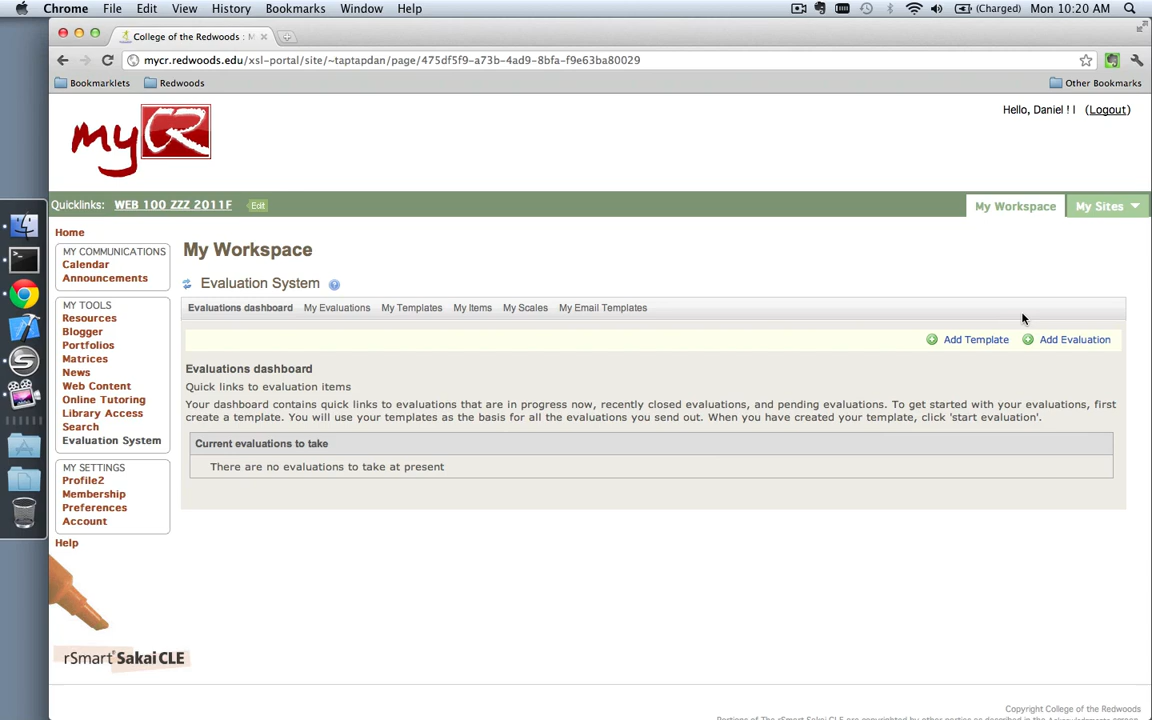 Chrome File Edit View History Bookmarks Window Help (Charged) Mon 10:20 AM
College of the Redwoods : M
mycr.redwoods.edu/xsl-portal/site/~taptapdan/page/475df5f9-a73b-4ad9-8bfa-f9e63ba80029
Bookmarklets Redwoods Other Bookmarks
myCR
Hello, Daniel ! | (Logout)
Quicklinks: WEB 100 ZZZ 2011F Edit My Workspace My Sites
Home
MY COMMUNICATIONS
Calendar
Announcements
MY TOOLS
Resources
Blogger
Portfolios
Matrices
News
Web Content
Online Tutoring
Library Access
Search
Evaluation System
MY SETTINGS
Profile2
Membership
Preferences
Account
Help
rSmart® Sakai CLE
My Workspace
Evaluation System
Evaluations dashboard My Evaluations My Templates My Items My Scales My Email Templates
Add Template Add Evaluation
Evaluations dashboard
Quick links to evaluation items
Your dashboard contains quick links to evaluations that are in progress now, recently closed evaluations, and pending evaluations. To get started with your evaluations, first
create a template. You will use your templates as the basis for all the evaluations you send out. When you have created your template, click 'start evaluation'.
Current evaluations to take
There are no evaluations to take at present
Copyright College of the Redwoods